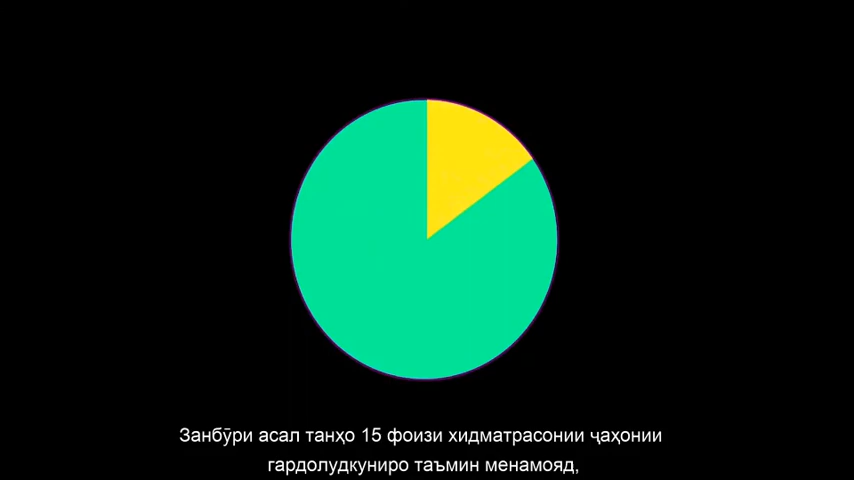 Занбӯри асал танҳо 15 фоизи хидматрасонии ҷаҳонии
гардолудкуниро таъмин менамояд,